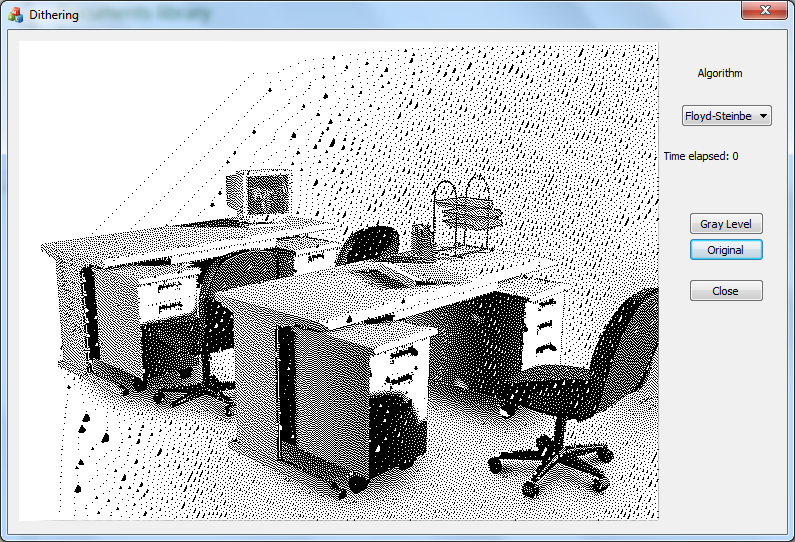 Dithering
Algorithm
Floyd-Steinbe
Time elapsed: 0
Gray Level
Original
Close